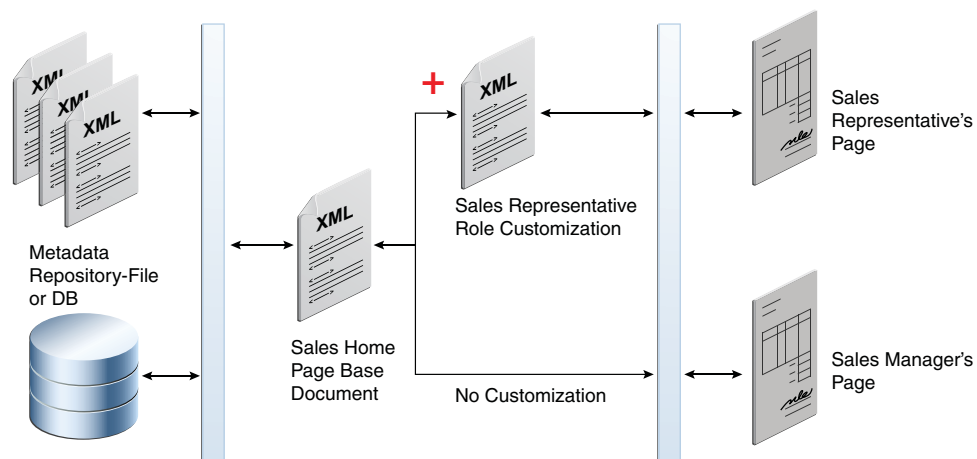 XML
XML
XML
Metadata
Repository-File
or DB
XML
Sales Home
Page Base
Document
+
XML
Sales Representative
Role Customization
No Customization
Sales
Representative's
Page
Sales Manager's
Page